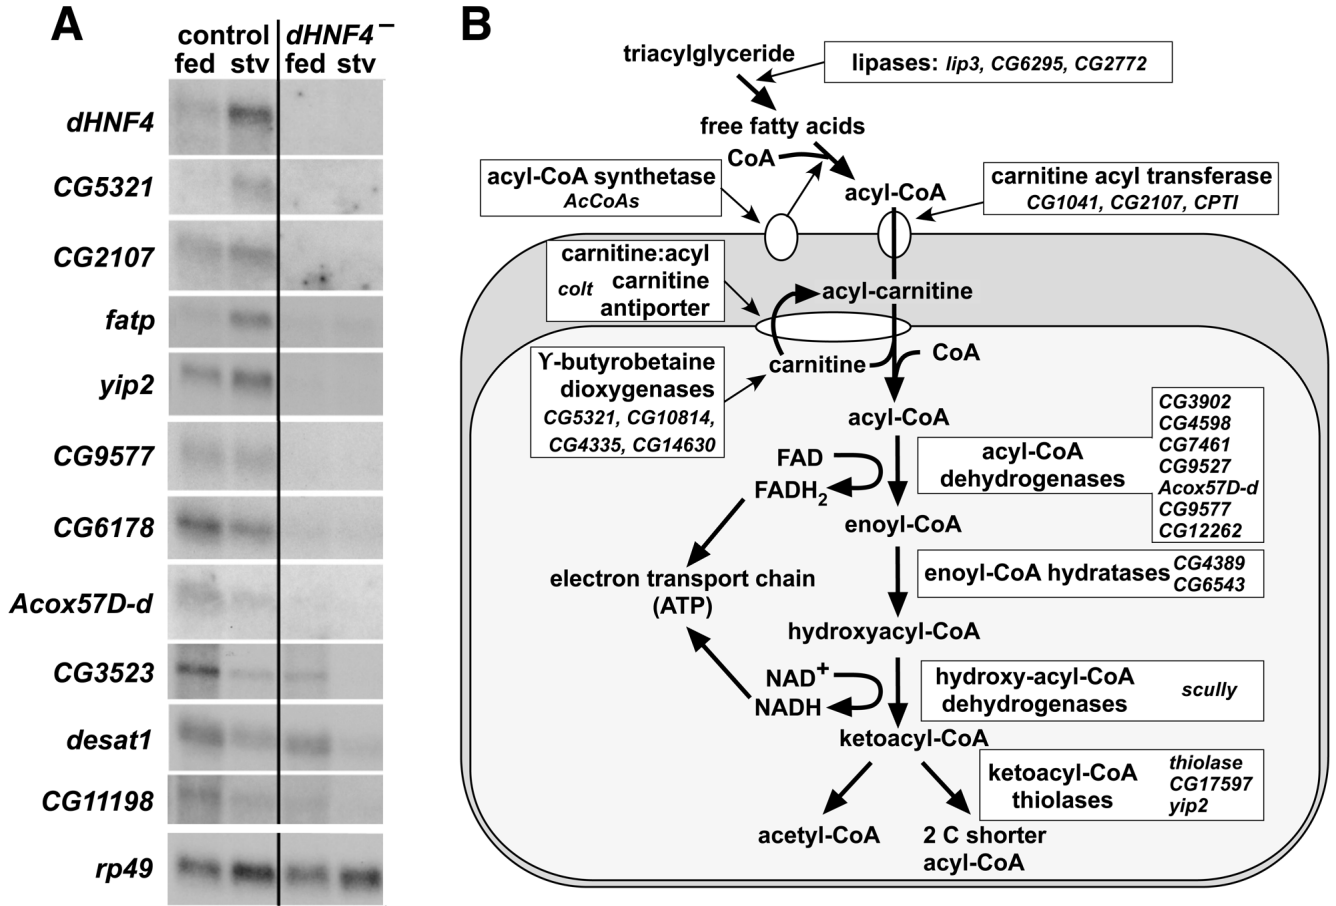 A
control
dHNF4⁻
fed stv fed stv
dHNF4
CG5321
CG2107
fatp
yip2
CG9577
CG6178
Acox57D-d
CG3523
desat1
CG11198
rp49
B
triacylglyceride
lipases: lip3, CG6295, CG2772
free fatty acids
CoA
acyl-CoA synthetase
AcCoAs
acyl-CoA
carnitine acyl transferase
CG1041, CG2107, CPTI
carnitine:acyl
colt carnitine
antiporter
acyl-carnitine
Y-butyrobetaine
dioxygenases
CG5321, CG10814,
CG4335, CG14630
carnitine
CoA
acyl-CoA
FAD
FADH₂
acyl-CoA
dehydrogenases
CG3902
CG4598
CG7461
CG9527
Acox57D-d
CG9577
CG12262
enoyl-CoA
electron transport chain
(ATP)
enoyl-CoA hydratases
CG4389
CG6543
hydroxyacyl-CoA
NAD⁺
NADH
hydroxy-acyl-CoA
dehydrogenases
scully
ketoacyl-CoA
ketoacyl-CoA
thiolases
thiolase
CG17597
yip2
acetyl-CoA
2 C shorter
acyl-CoA